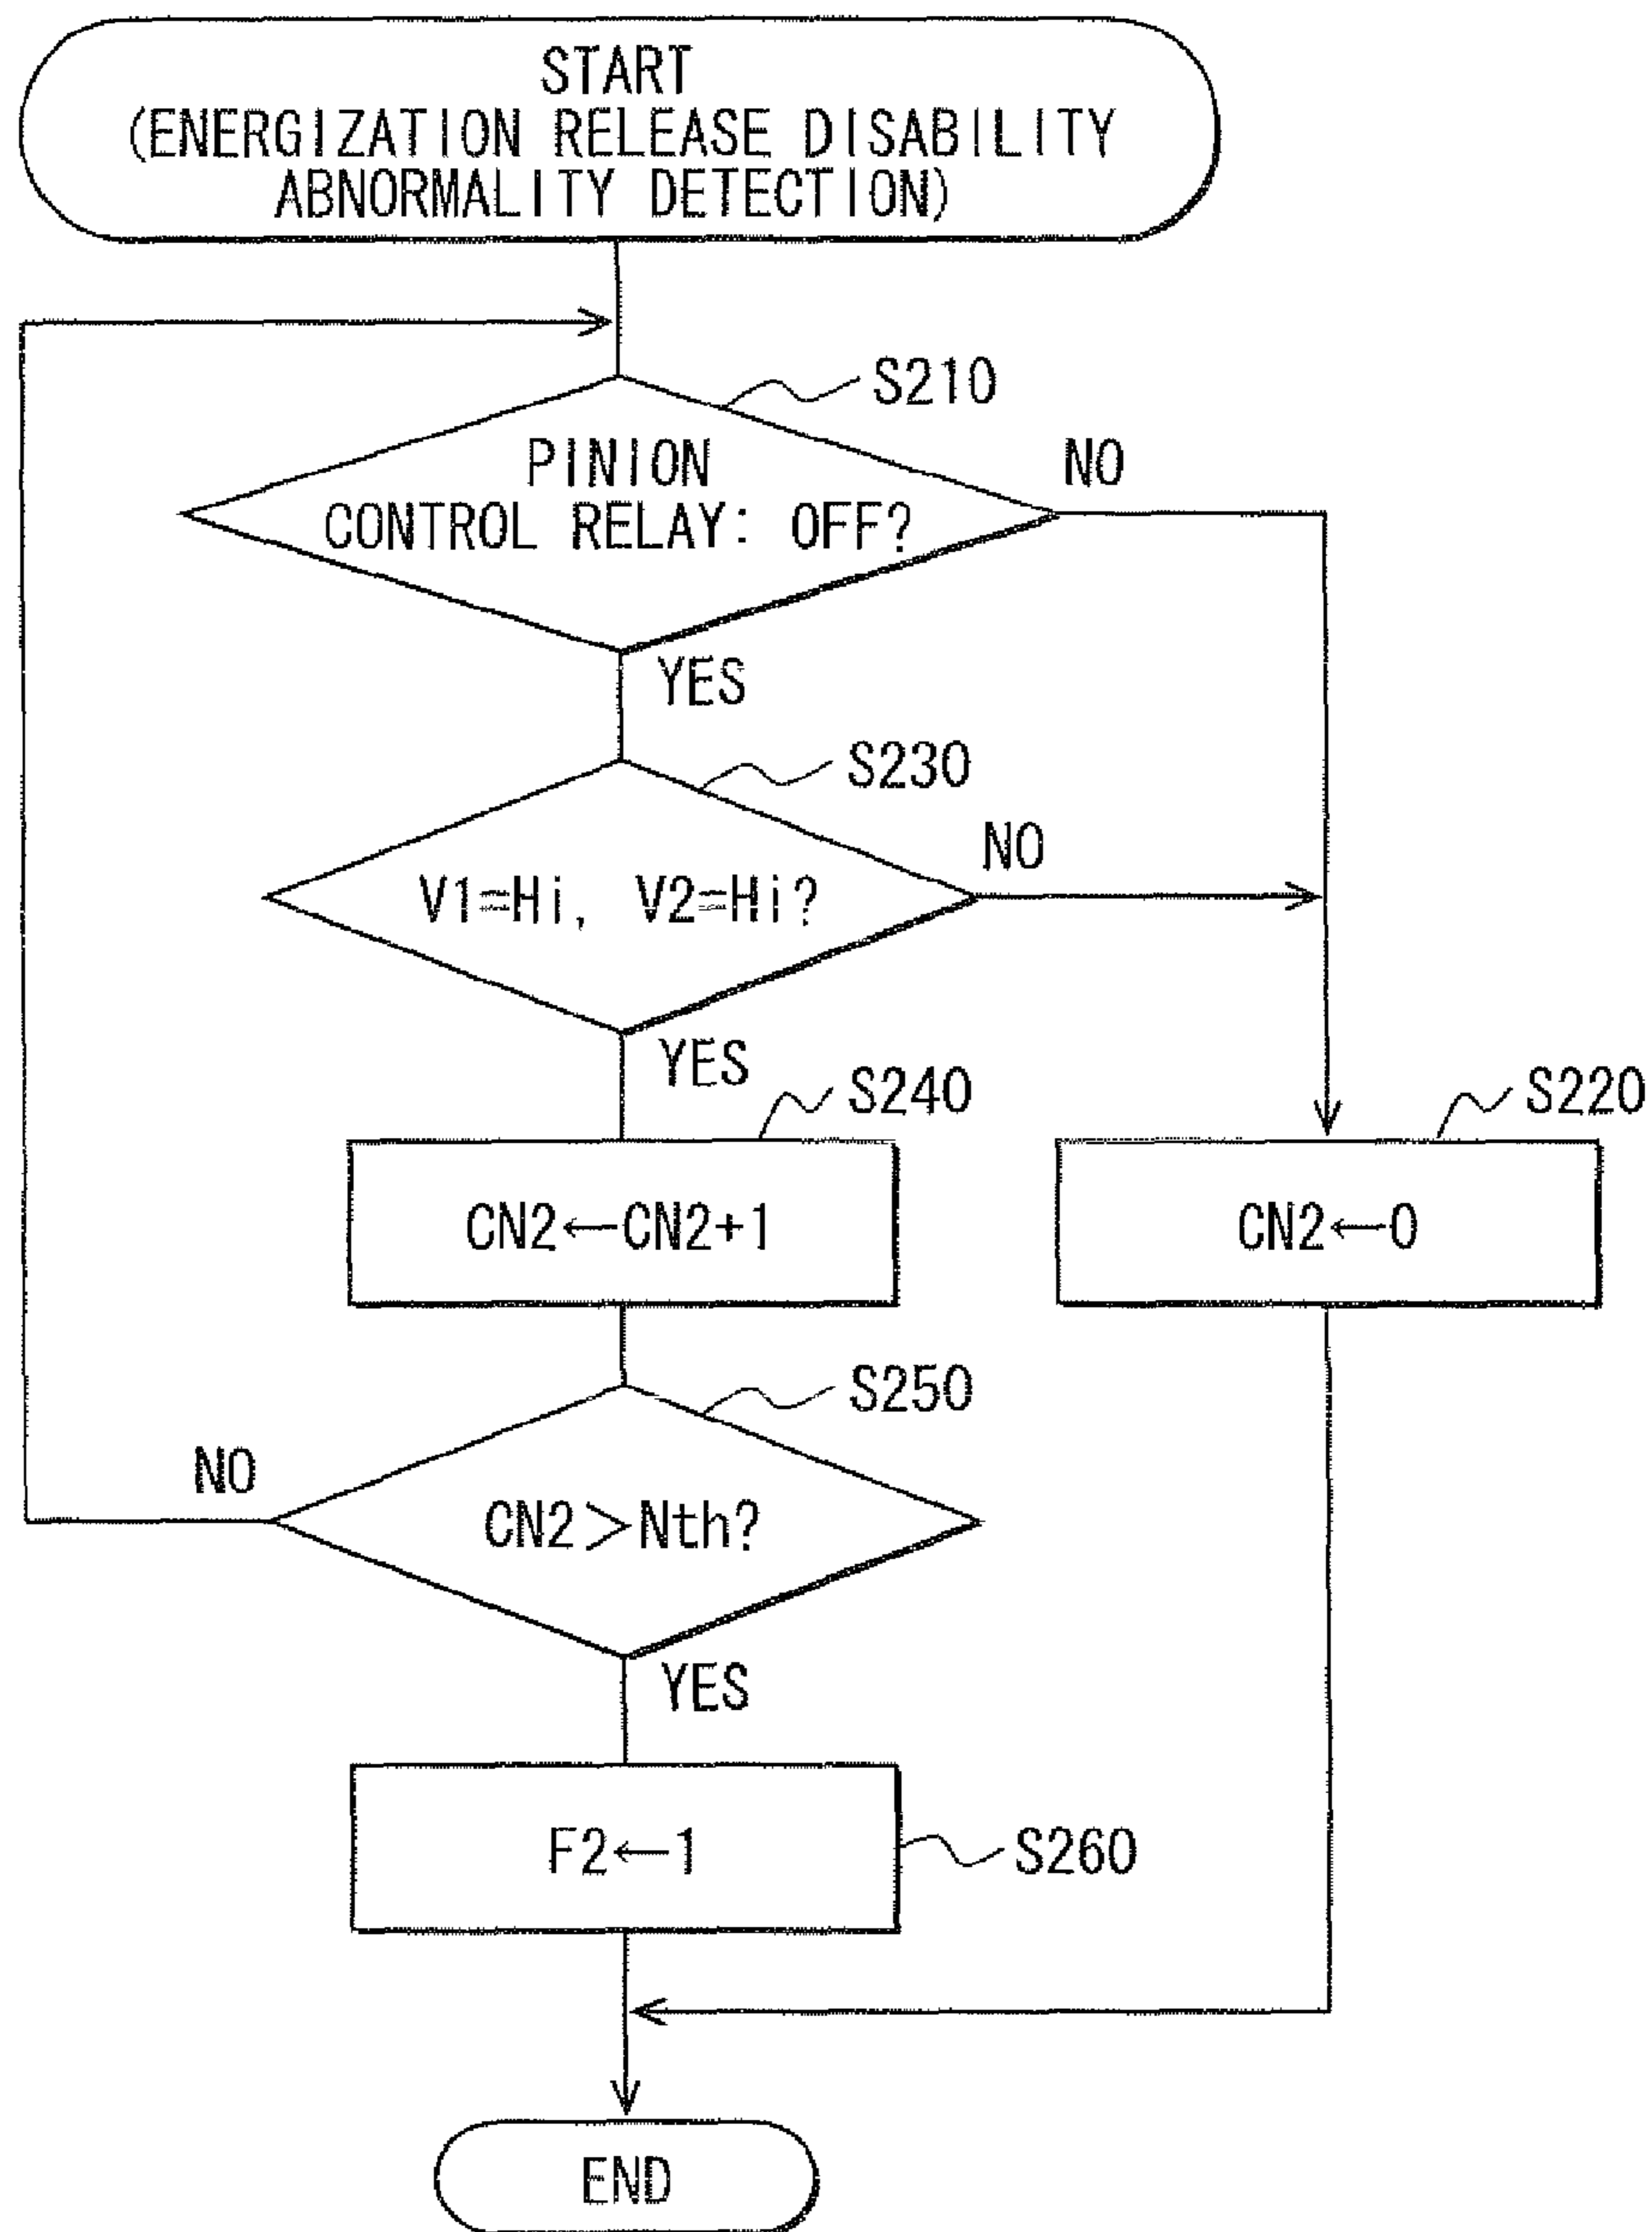 START
(ENERGIZATION RELEASE DISABILITY
ABNORMALITY DETECTION)
S210
PINION
CONTROL RELAY: OFF?
NO
YES
S230
V1=Hi, V2=Hi?
NO
YES
S240
CN2←CN2+1
S220
CN2←0
S250
CN2>Nth?
NO
YES
F2←1
S260
END